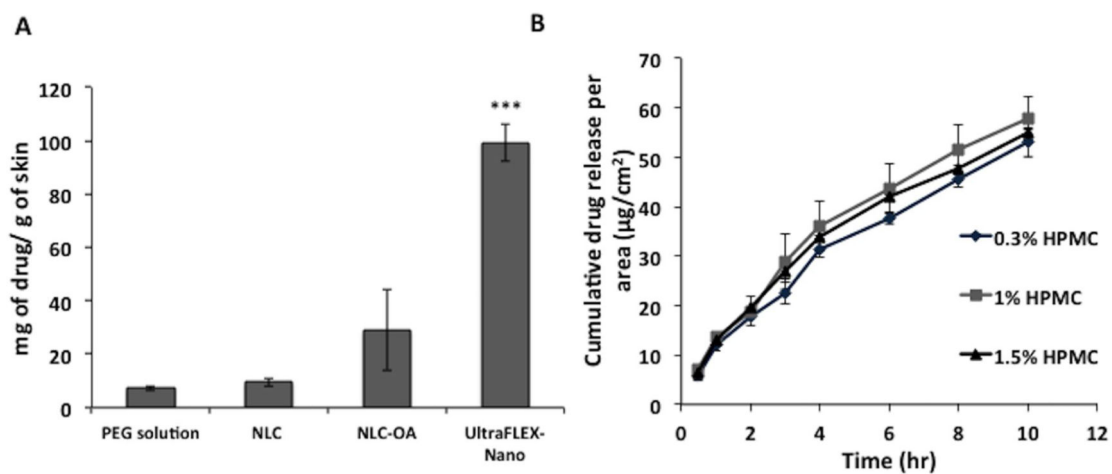 A
mg of drug/ g of skin
120
100
80
60
40
20
0
***
PEG solution
NLC
NLC-OA
UltraFLEX-
Nano
B
Cumulative drug release per
area (µg/cm²)
70
60
50
40
30
20
10
0
0 2 4 6 8 10 12
Time (hr)
0.3% HPMC
1% HPMC
1.5% HPMC